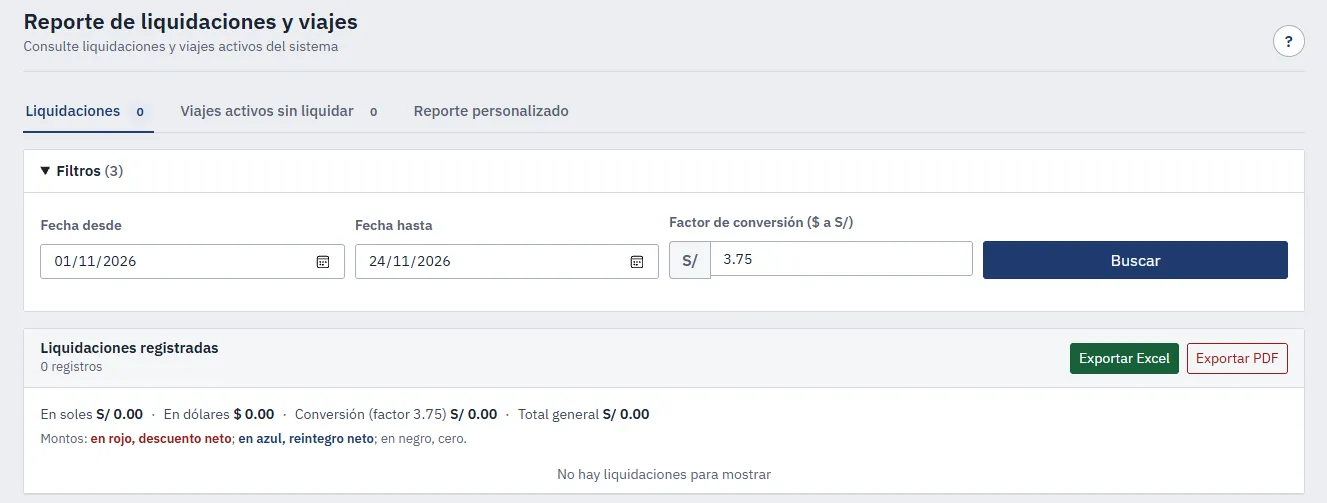 Reporte de liquidaciones y viajes
Consulte liquidaciones y viajes activos del sistema
?
Liquidaciones 0 Viajes activos sin liquidar 0 Reporte personalizado
▼ Filtros (3)
Fecha desde Fecha hasta Factor de conversión ($ a S/)
01/11/2026 24/11/2026 S/ 3.75 Buscar
Liquidaciones registradas
0 registros
Exportar Excel Exportar PDF
En soles S/ 0.00 · En dólares $ 0.00 · Conversión (factor 3.75) S/ 0.00 · Total general S/ 0.00
Montos: en rojo, descuento neto; en azul, reintegro neto; en negro, cero.
No hay liquidaciones para mostrar